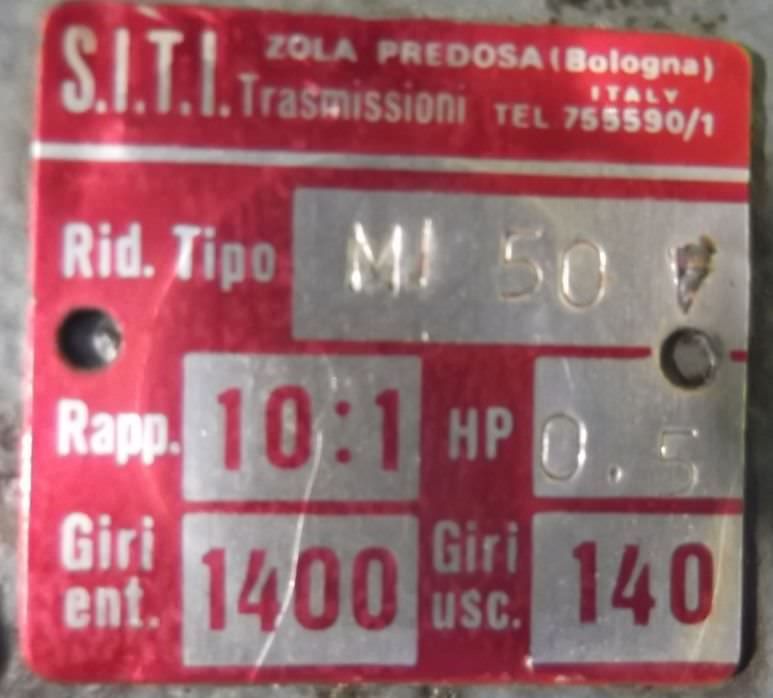 S.I.T.I. Trasmissioni
ZOLA PREDOSA (Bologna)
ITALY
TEL 755590/1
Rid. Tipo MI 50
Rapp. 10:1 HP 0.5
Giri ent. 1400 Giri usc. 140